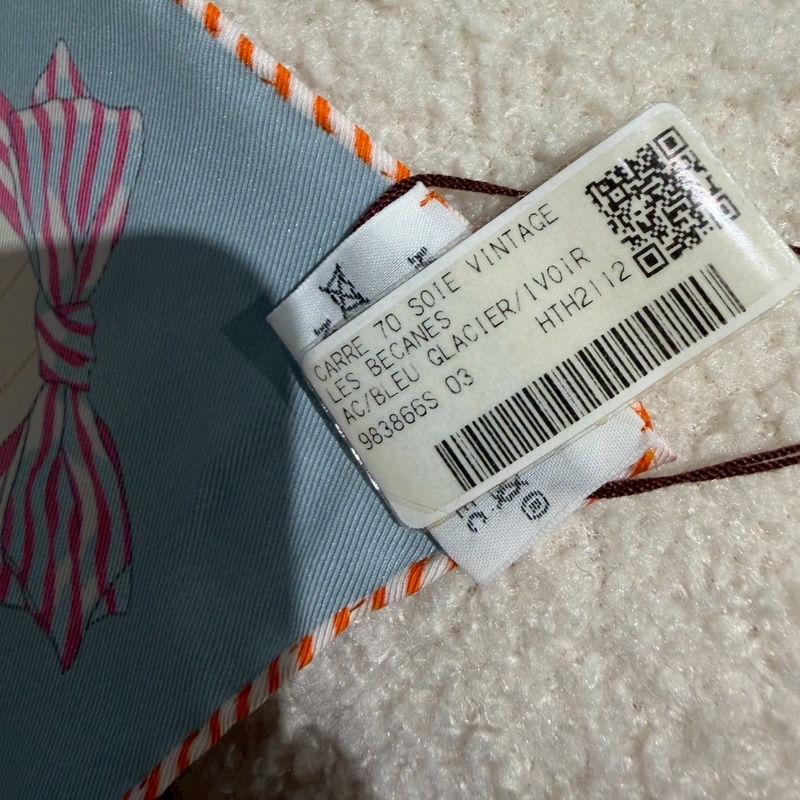 CARRE 70 SOIE VINTAGE
LES BECANES
AC/BLEU GLACIER/IVOIR
HTH2112
983866S 03